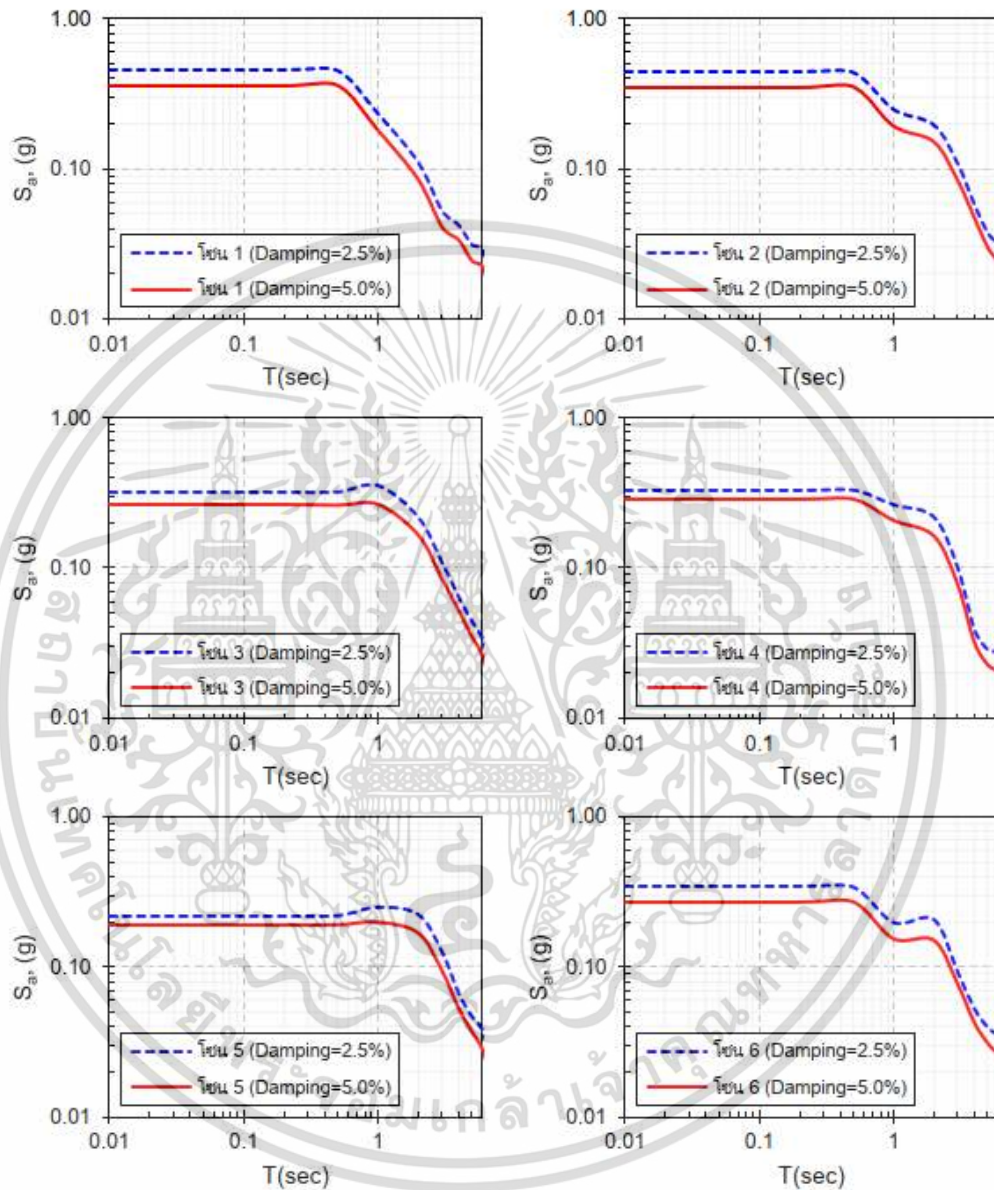 1.00
0.10
0.01
Sa, (g)
0.01
0.1
1
T(sec)
โซน 1 (Damping=2.5%)
โซน 1 (Damping=5.0%)
1.00
0.10
0.01
Sa, (g)
0.01
0.1
1
T(sec)
โซน 2 (Damping=2.5%)
โซน 2 (Damping=5.0%)
1.00
0.10
0.01
Sa, (g)
0.01
0.1
1
T(sec)
โซน 3 (Damping=2.5%)
โซน 3 (Damping=5.0%)
1.00
0.10
0.01
Sa, (g)
0.01
0.1
1
T(sec)
โซน 4 (Damping=2.5%)
โซน 4 (Damping=5.0%)
1.00
0.10
0.01
Sa, (g)
0.01
0.1
1
T(sec)
โซน 5 (Damping=2.5%)
โซน 5 (Damping=5.0%)
1.00
0.10
0.01
Sa, (g)
0.01
0.1
1
T(sec)
โซน 6 (Damping=2.5%)
โซน 6 (Damping=5.0%)